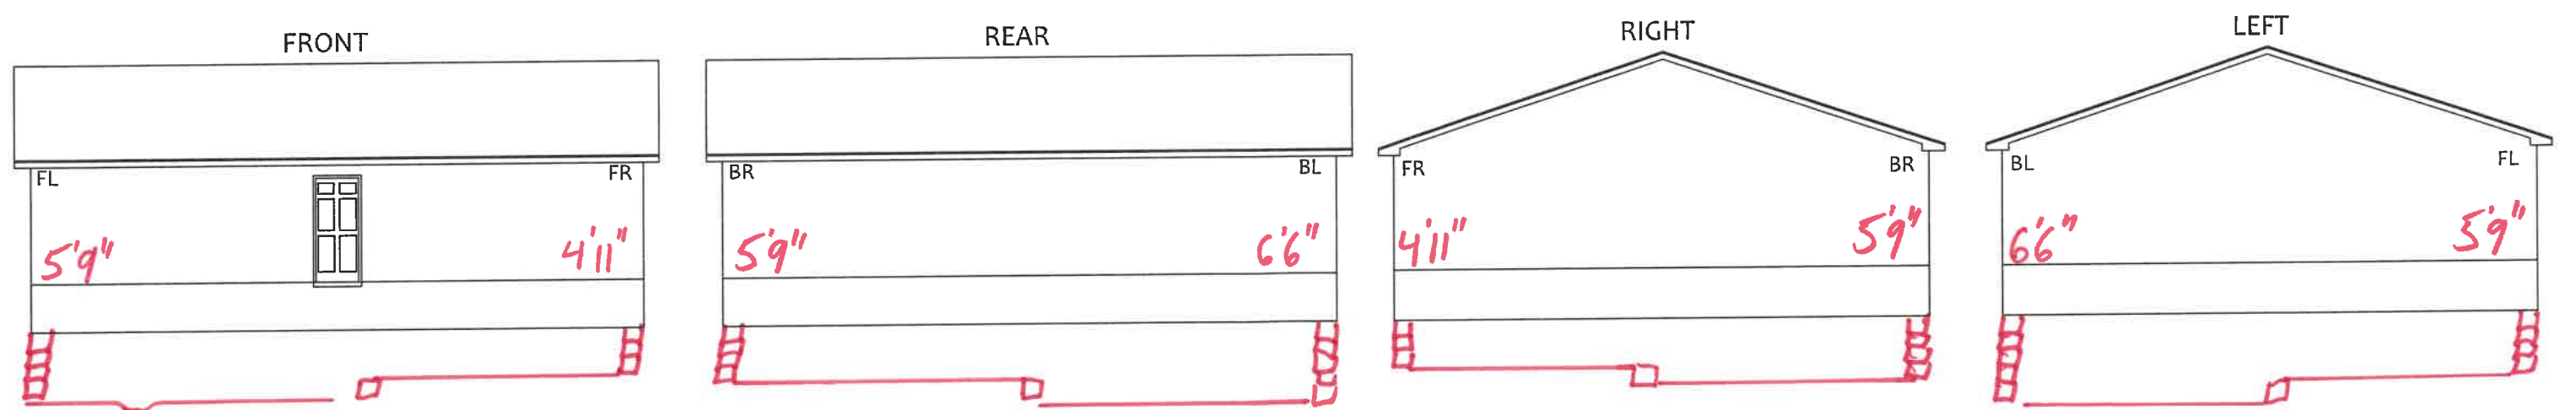 FRONT
FL FR
5'9" 4'11"
REAR
BR BL
5'9" 6'6"
RIGHT
FR BR
4'11" 5'9"
LEFT
BL FL
6'6" 5'9"